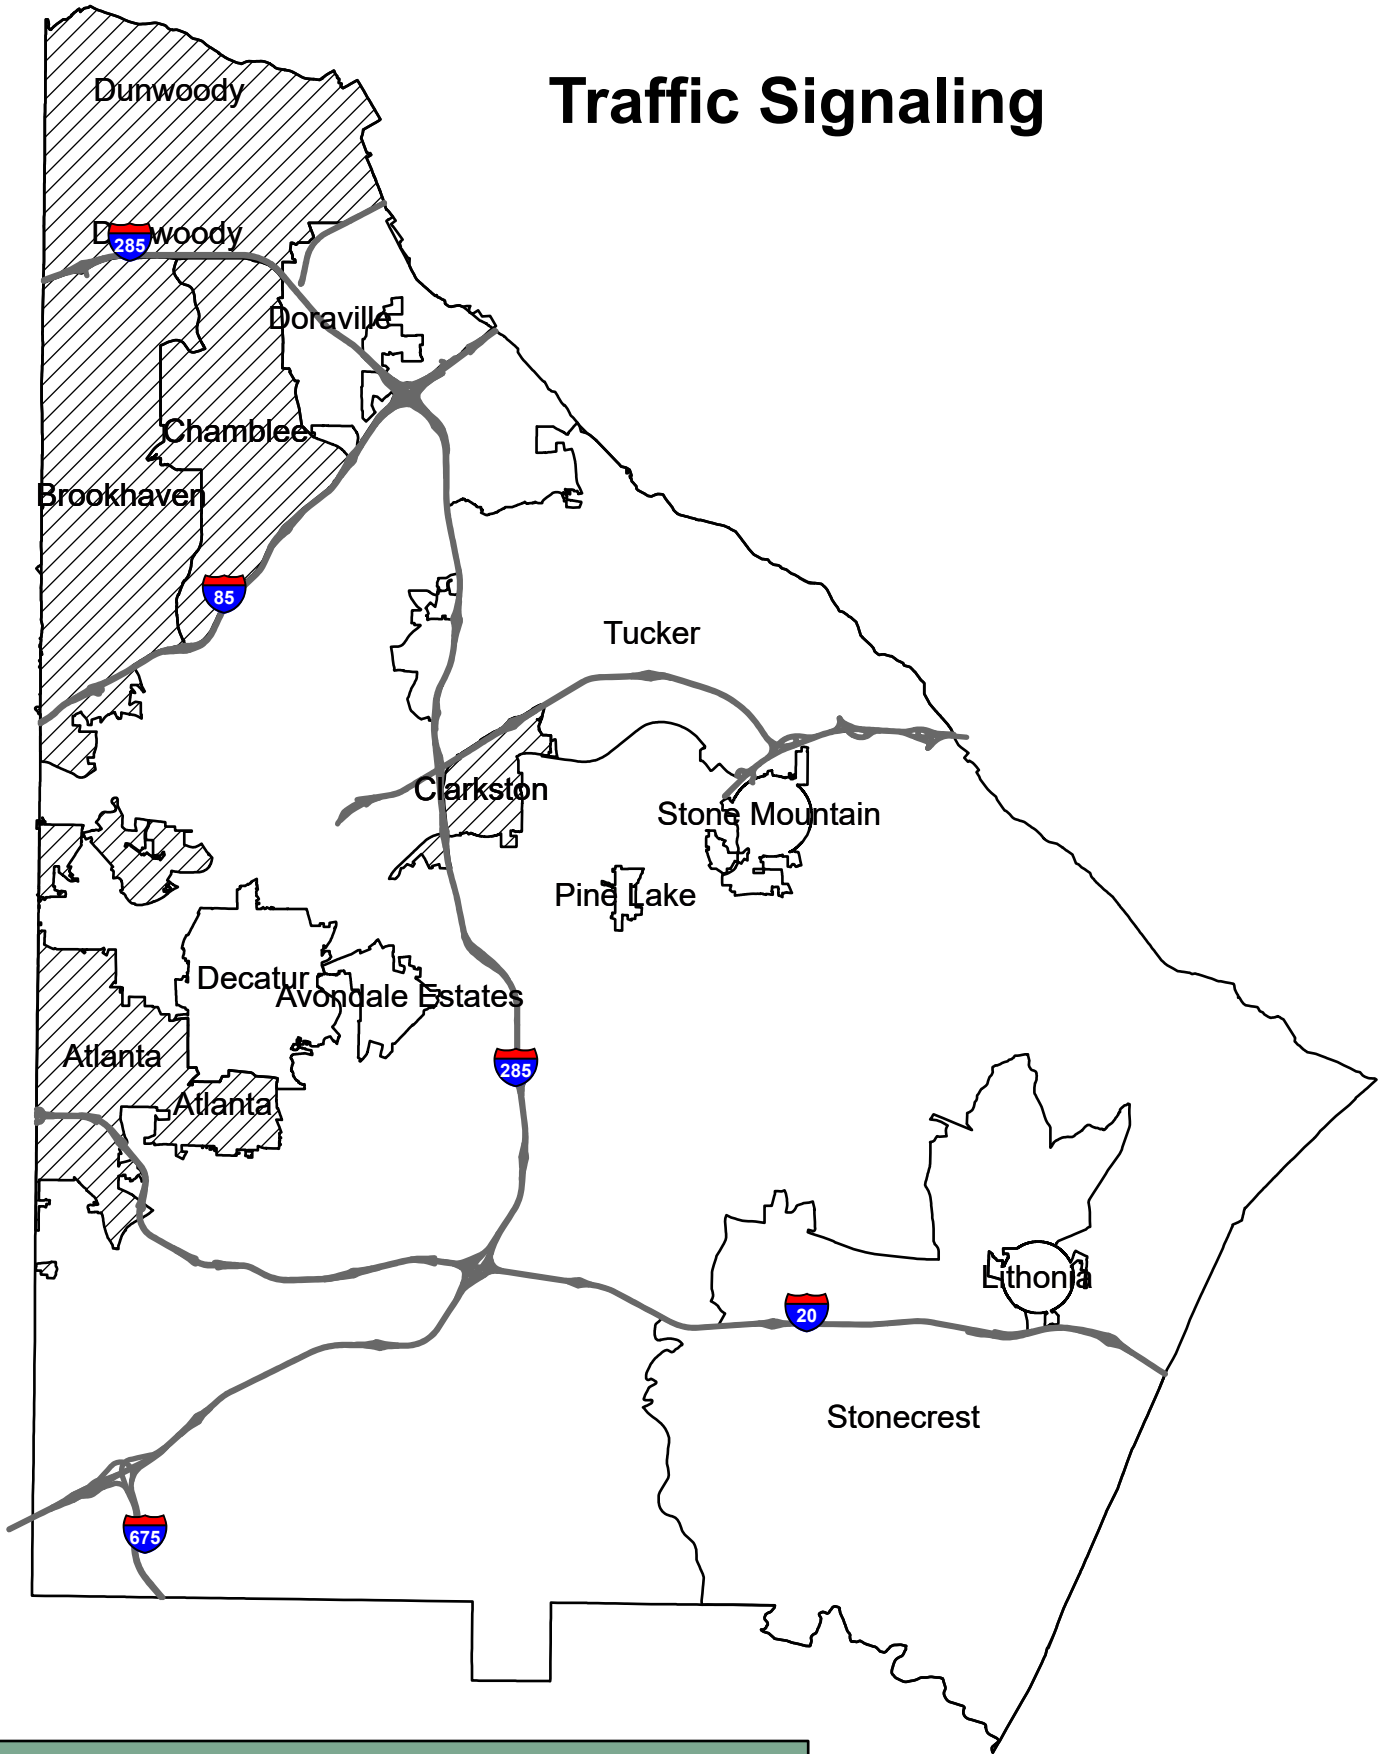 Dunwoody
Traffic Signaling
285
Doraville
Chamblee
Brookhaven
85
Tucker
Clarkston
Stone Mountain
Pine Lake
Decatur
Avondale Estates
Atlanta
285
Atlanta
Lithonia
20
Stonecrest
675